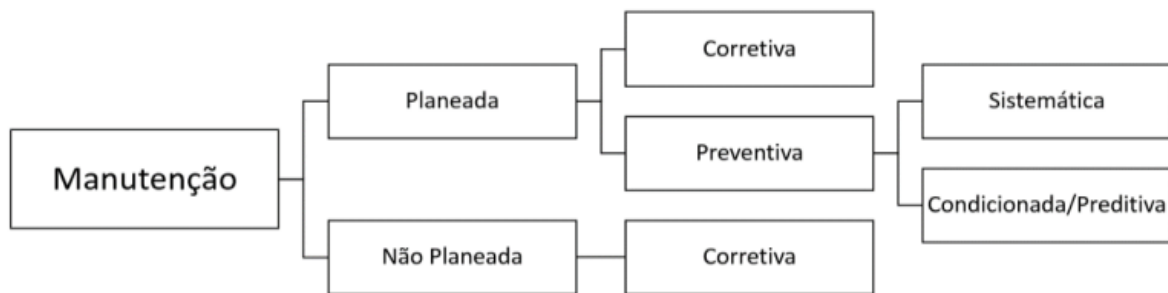 Manutenção
Planeada
Corretiva
Preventiva
Sistemática
Condicionada/Preditiva
Não Planeada
Corretiva